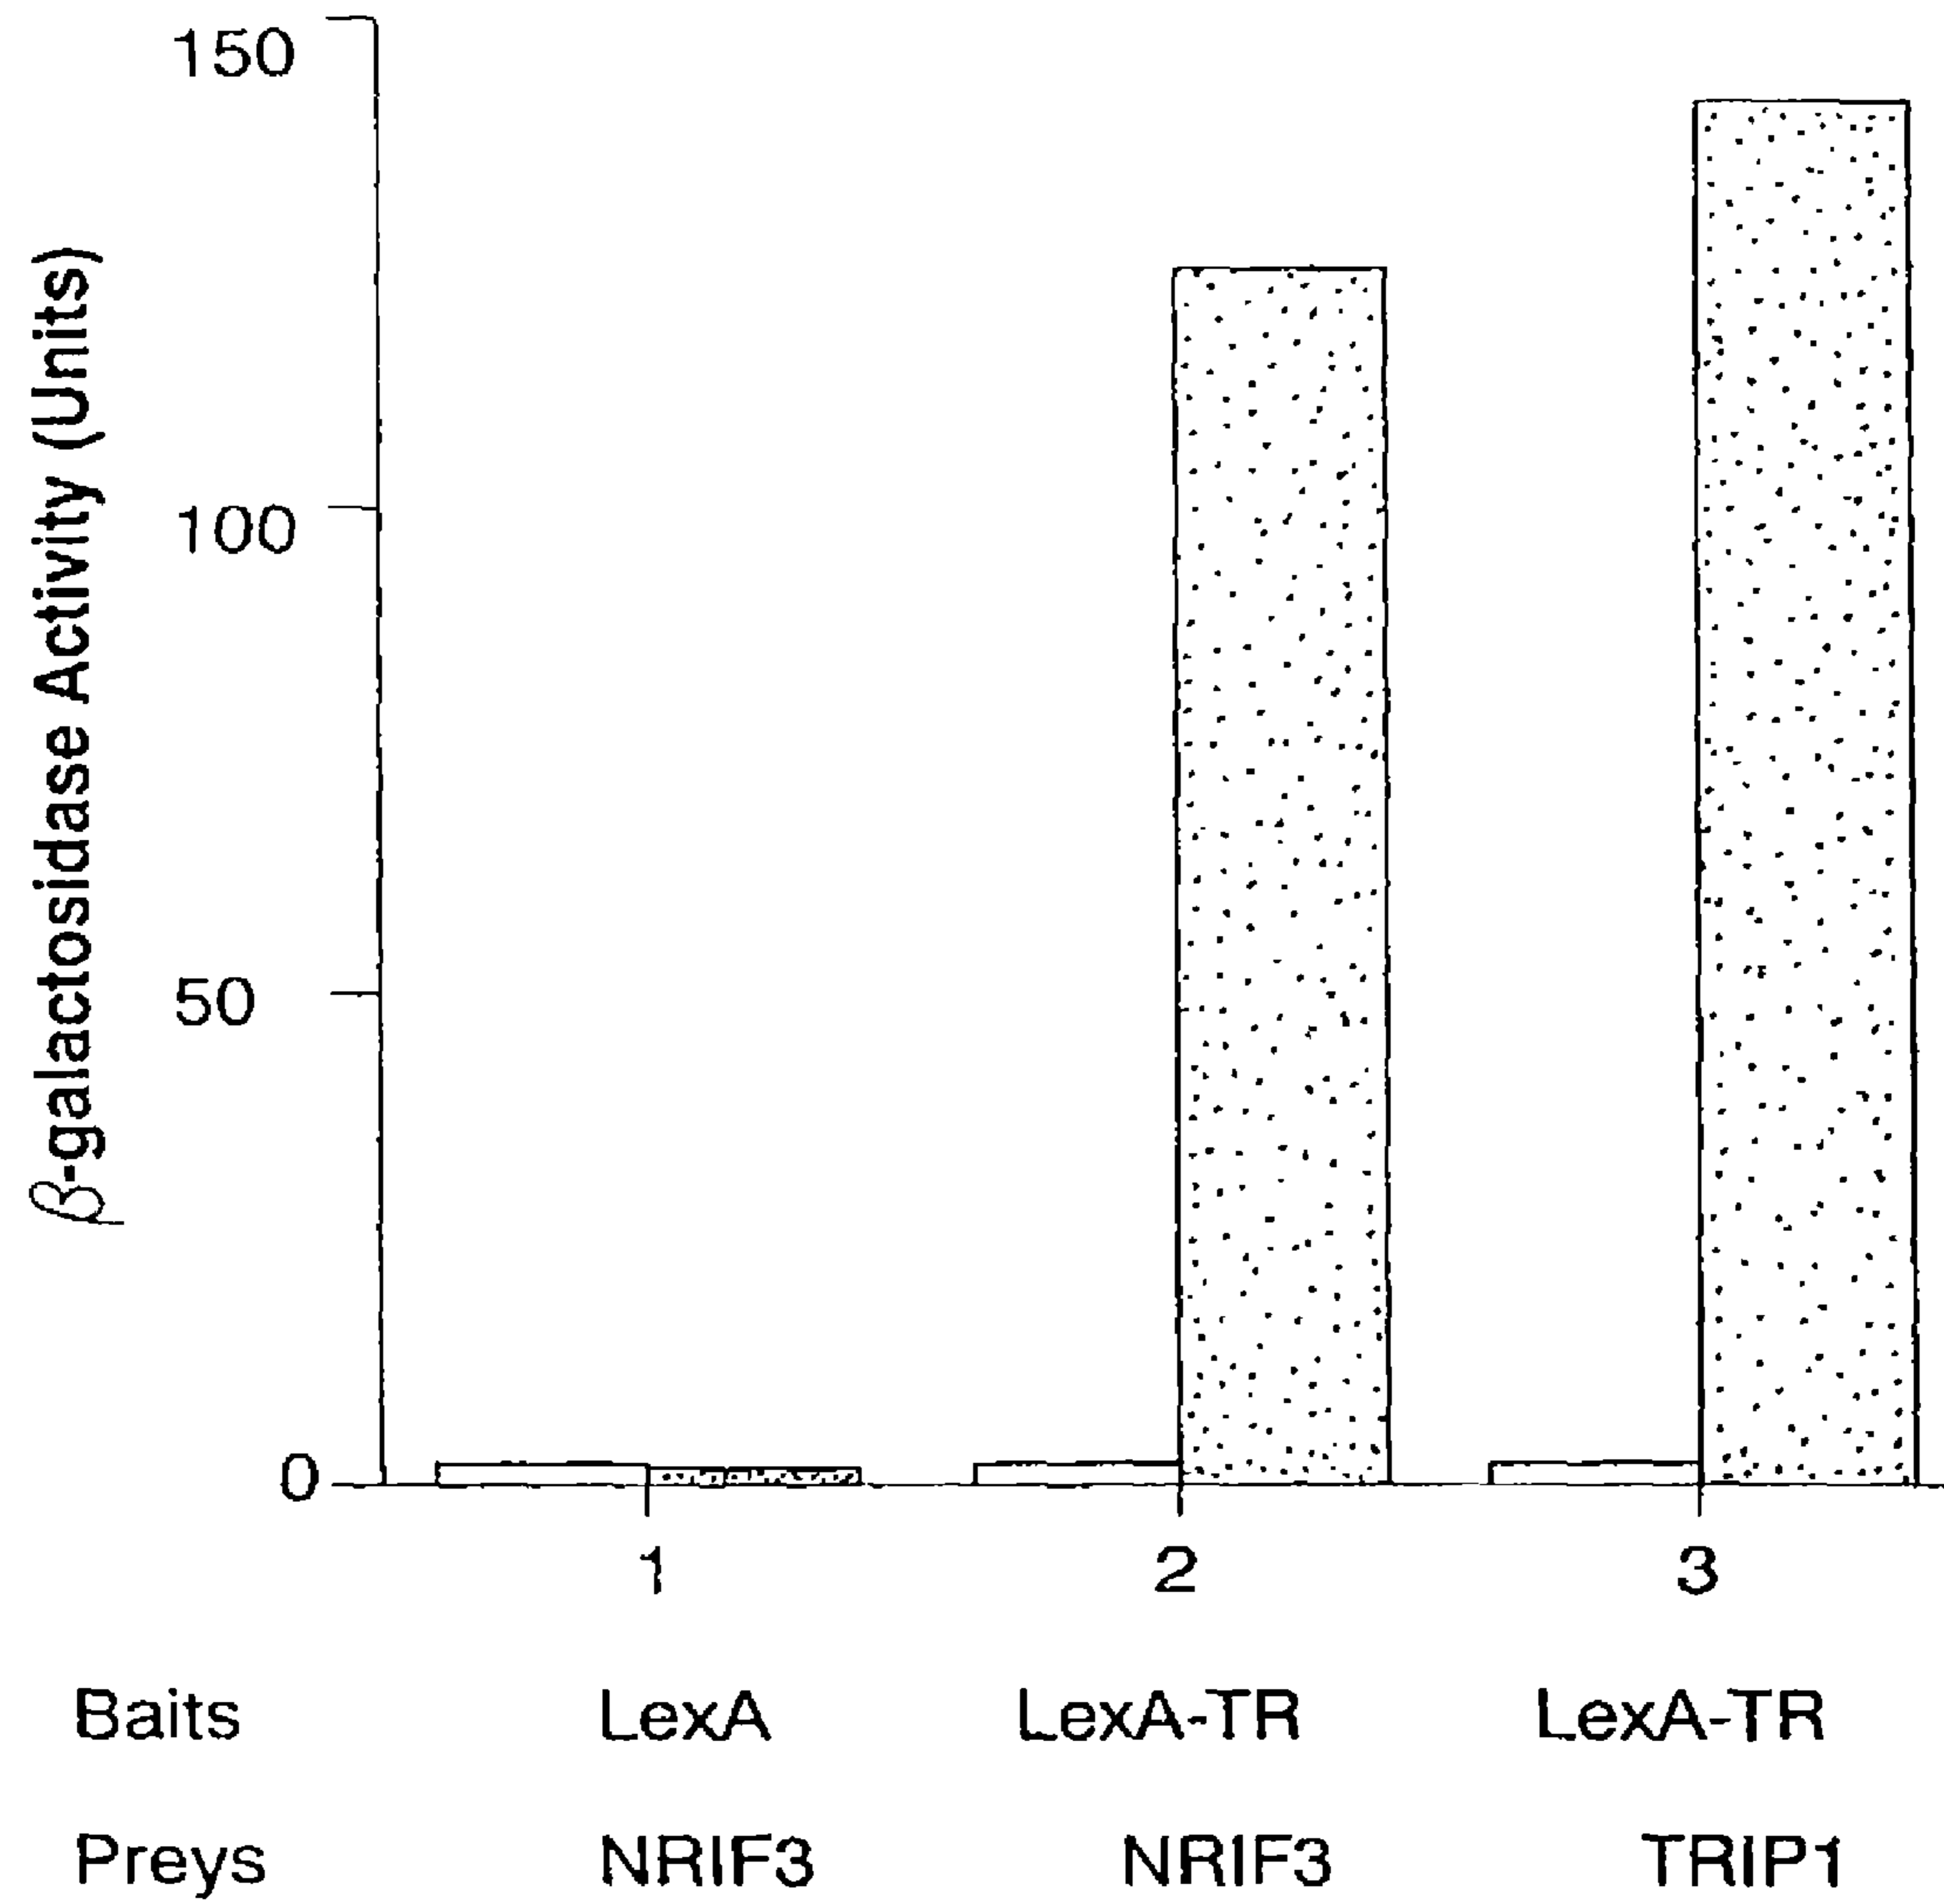 β-galactosidase Activity (Units)
150
100
50
0
1 2 3
Baits LexA LexA-TR LexA-TR
Preys NRIF3 NRIF3 TRIP1